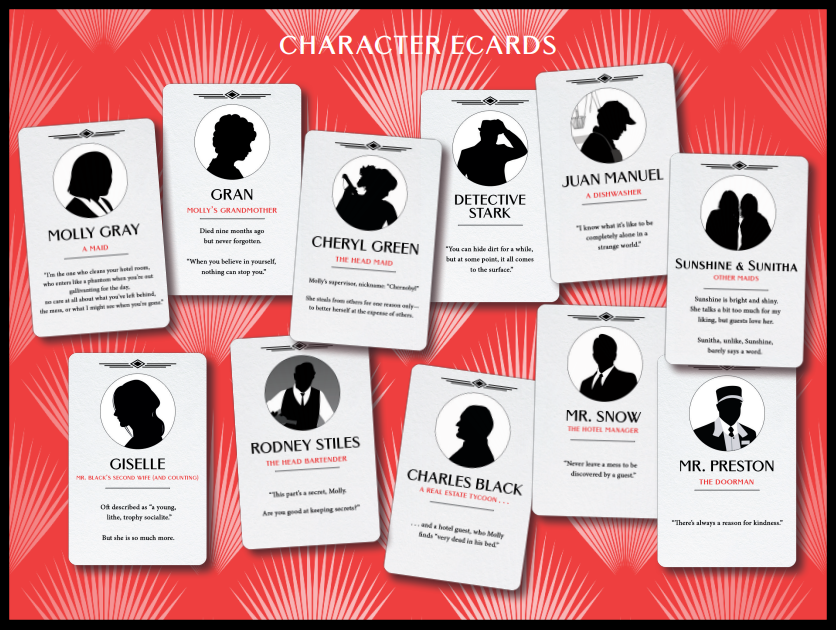 CHARACTER ECARDS
MOLLY GRAY
A MAID
"I'm the one who cleans your hotel room,
who enters like a phantom when you're out
gallivanting for the day,
no care at all about what you've left behind,
the mess, or what I might see when you're gone."
GRAN
MOLLY'S GRANDMOTHER
Died nine months ago
but never forgotten.
"When you believe in yourself,
nothing can stop you."
CHERYL GREEN
THE HEAD MAID
Molly's supervisor, nickname: "Chernobyl"
She steals from others for one reason only—
to better herself at the expense of others.
DETECTIVE
STARK
"You can hide dirt for a while,
but at some point, it all comes
to the surface."
JUAN MANUEL
A DISHWASHER
"I know what it's like to be
completely alone in a
strange world."
SUNSHINE & SUNITHA
OTHER MAIDS
Sunshine is bright and shiny.
She talks a bit too much for my
liking, but guests love her.
Sunitha, unlike, Sunshine,
barely says a word.
GISELLE
MR. BLACK'S SECOND WIFE (AND COUNTING)
Oft described as "a young,
lithe, trophy socialite."
But she is so much more.
RODNEY STILES
THE HEAD BARTENDER
"This part's a secret, Molly.
Are you good at keeping secrets?"
CHARLES BLACK
A REAL ESTATE TYCOON . . .
. . . and a hotel guest, who Molly
finds "very dead in his bed."
MR. SNOW
THE HOTEL MANAGER
"Never leave a mess to be
discovered by a guest."
MR. PRESTON
THE DOORMAN
"There's always a reason for kindness."